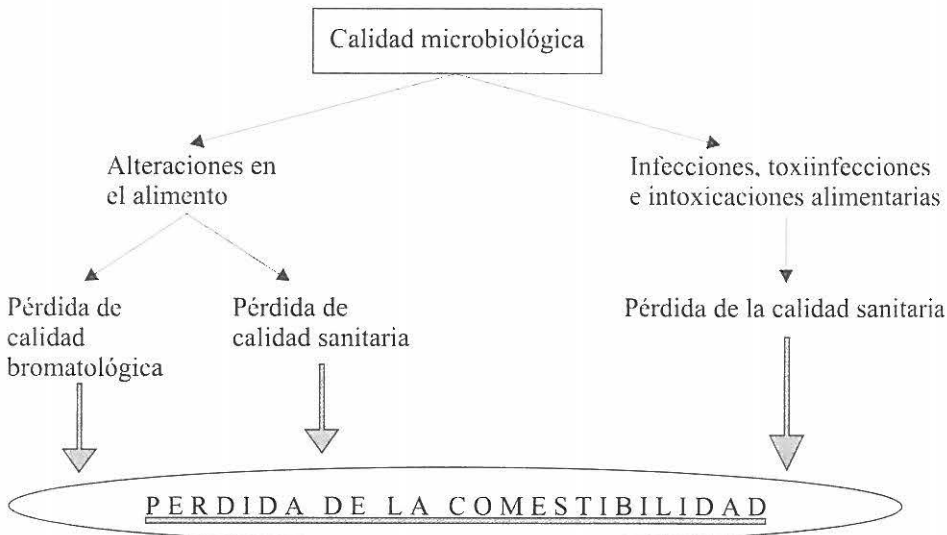 Calidad microbiológica
Alteraciones en
el alimento
Infecciones, toxiinfecciones
e intoxicaciones alimentarias
Pérdida de
calidad
bromatológica
Pérdida de
calidad sanitaria
Pérdida de la calidad sanitaria
PERDIDA DE LA COMESTIBILIDAD